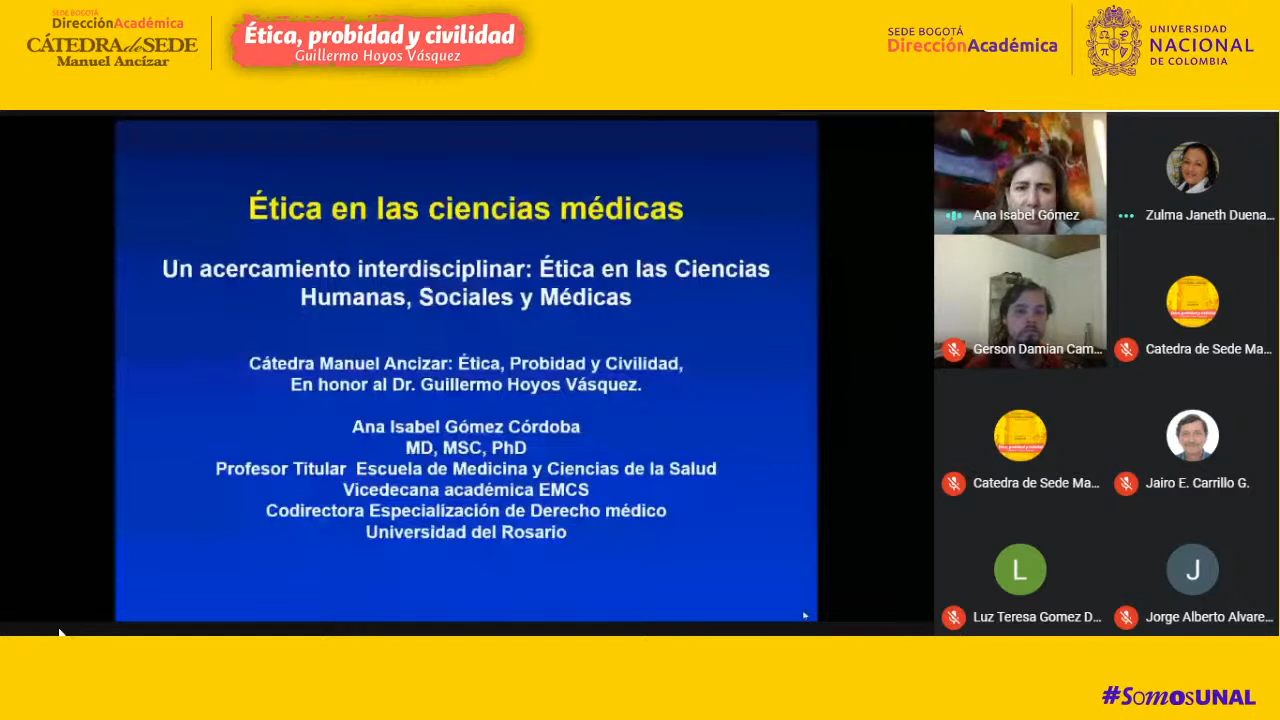 SEDE BOGOTÁ
DirecciónAcadémica
CÁTEDRA de SEDE
Manuel Ancízar
Ética, probidad y civilidad
Guillermo Hoyos Vásquez
SEDE BOGOTÁ
DirecciónAcadémica
UNIVERSIDAD
NACIONAL
DE COLOMBIA
Ética en las ciencias médicas
Un acercamiento interdisciplinar: Ética en las Ciencias
Humanas, Sociales y Médicas
Cátedra Manuel Ancizar: Ética, Probidad y Civilidad,
En honor al Dr. Guillermo Hoyos Vásquez.
Ana Isabel Gómez Córdoba
MD, MSC, PhD
Profesor Titular Escuela de Medicina y Ciencias de la Salud
Vicedecana académica EMCS
Codirectora Especialización de Derecho médico
Universidad del Rosario
Ana Isabel Gómez
Zulma Janeth Duena...
Gerson Damian Cam...
Catedra de Sede Ma...
Catedra de Sede Ma...
Jairo E. Carrillo G.
L
Luz Teresa Gomez D...
J
Jorge Alberto Alvare...
#SomosUNAL